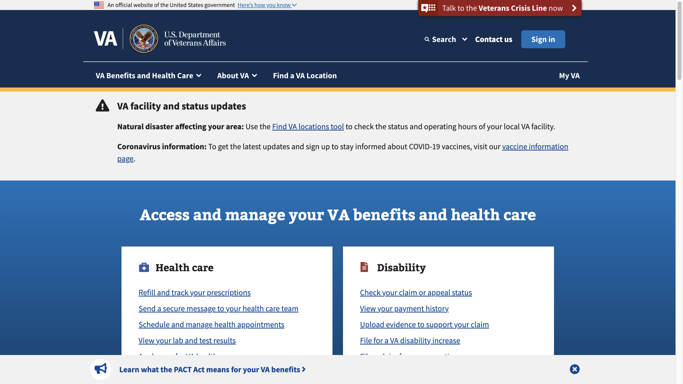 An official website of the United States government Here's how you know
Talk to the Veterans Crisis Line now
VA U.S. Department
of Veterans Affairs
Search Contact us Sign in
VA Benefits and Health Care About VA Find a VA Location My VA
VA facility and status updates
Natural disaster affecting your area: Use the Find VA locations tool to check the status and operating hours of your local VA facility.
Coronavirus information: To get the latest updates and sign up to stay informed about COVID-19 vaccines, visit our vaccine information
page.
Access and manage your VA benefits and health care
Health care
Refill and track your prescriptions
Send a secure message to your health care team
Schedule and manage health appointments
View your lab and test results
Disability
Check your claim or appeal status
View your payment history
Upload evidence to support your claim
File for a VA disability increase
Learn what the PACT Act means for your VA benefits